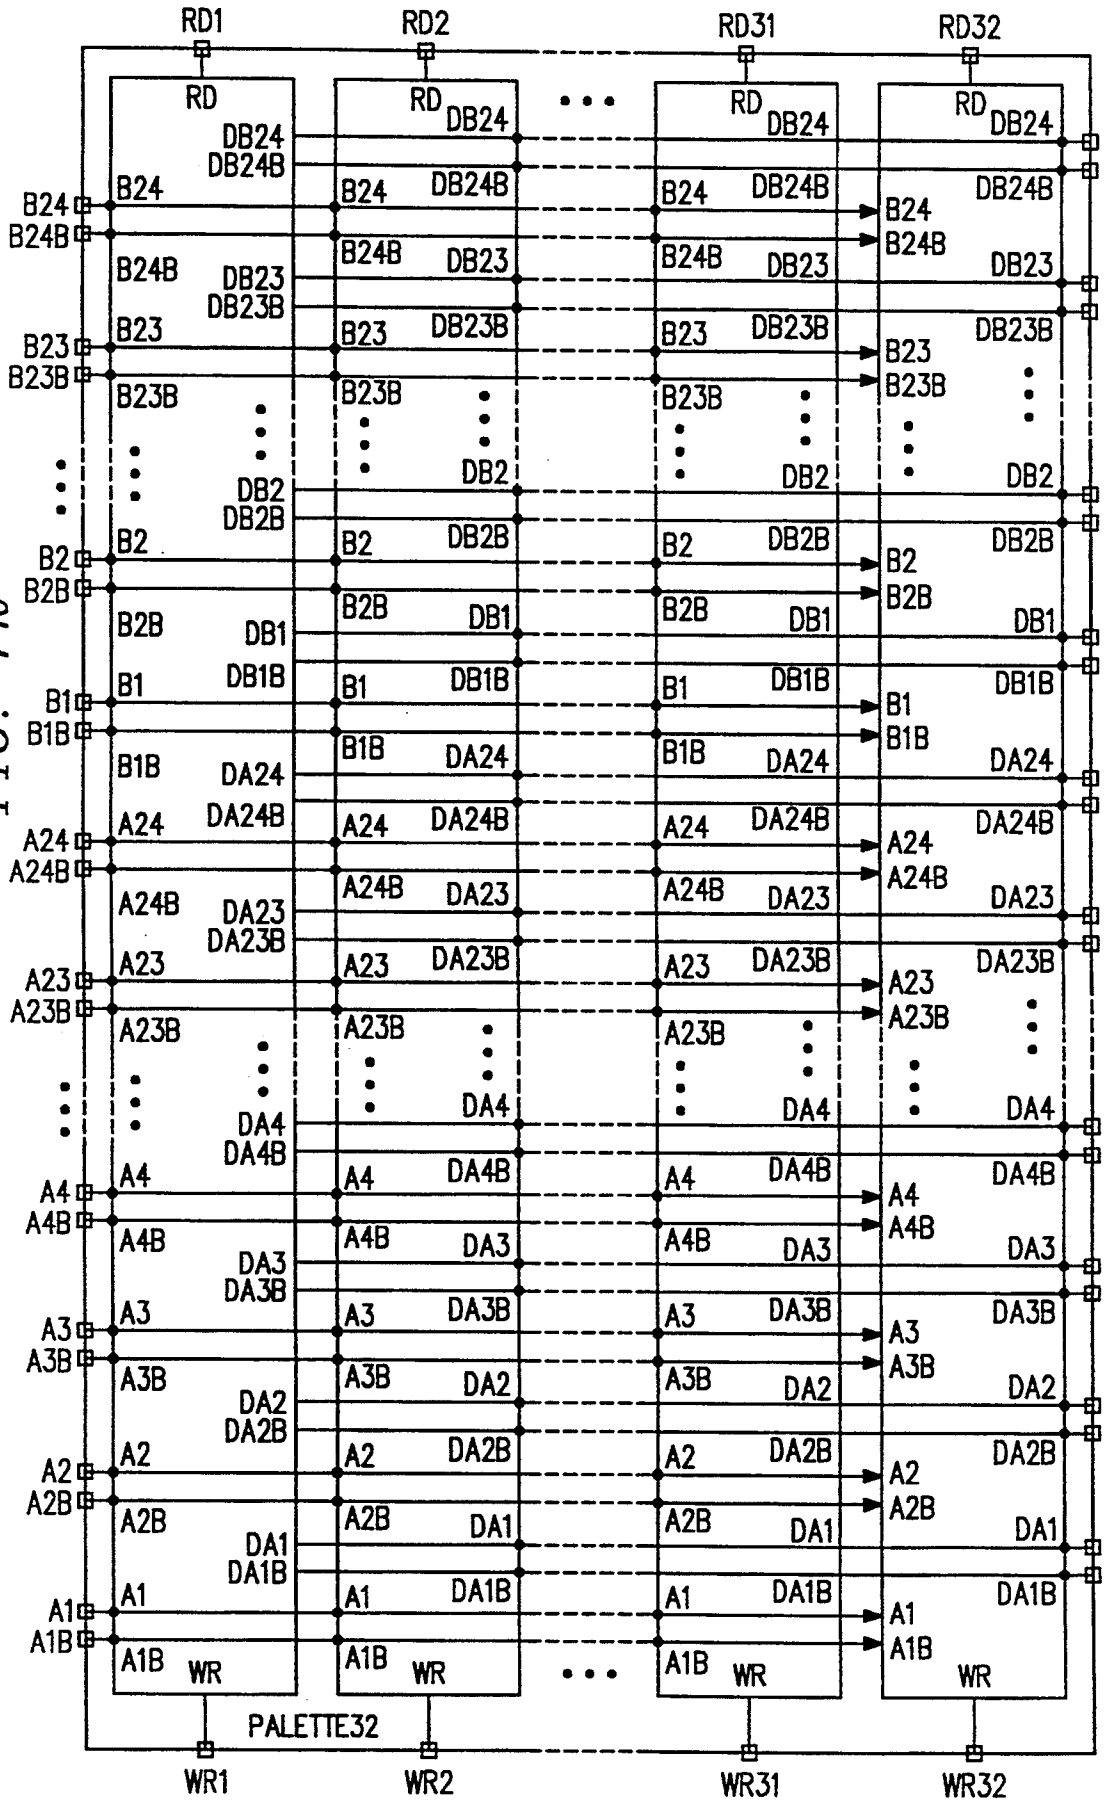 RD1 RD2 RD31 RD32
RD RD RD RD
DB24 DB24 DB24 DB24
DB24B DB24B DB24B DB24B
B24 B24 B24 B24 B24
B24B B24B B24B B24B B24B
DB23 DB23 DB23 DB23
DB23B DB23B DB23B DB23B
B23 B23 B23 B23 B23
B23B B23B B23B B23B B23B
DB2 DB2 DB2 DB2
DB2B DB2B DB2B DB2B
B2 B2 B2 B2 B2
B2B B2B B2B B2B B2B
DB1 DB1 DB1 DB1
DB1B DB1B DB1B DB1B
B1 B1 B1 B1 B1
B1B B1B B1B B1B B1B
DA24 DA24 DA24 DA24
DA24B DA24B DA24B DA24B
A24 A24 A24 A24 A24
A24B A24B A24B A24B A24B
DA23 DA23 DA23 DA23
DA23B DA23B DA23B DA23B
A23 A23 A23 A23 A23
A23B A23B A23B A23B A23B
DA4 DA4 DA4 DA4
DA4B DA4B DA4B DA4B
A4 A4 A4 A4 A4
A4B A4B A4B A4B A4B
DA3 DA3 DA3 DA3
DA3B DA3B DA3B DA3B
A3 A3 A3 A3 A3
A3B A3B A3B A3B A3B
DA2 DA2 DA2 DA2
DA2B DA2B DA2B DA2B
A2 A2 A2 A2 A2
A2B A2B A2B A2B A2B
DA1 DA1 DA1 DA1
DA1B DA1B DA1B DA1B
A1 A1 A1 A1 A1
A1B A1B A1B A1B A1B
WR WR WR WR
PALETTE32
WR1 WR2 WR31 WR32